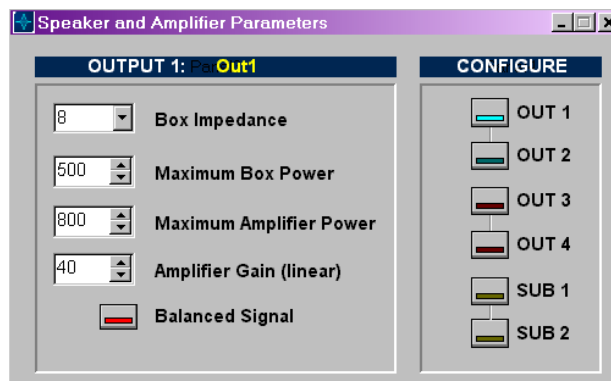 Speaker and Amplifier Parameters
OUTPUT 1: ParOut1
8 Box Impedance
500 Maximum Box Power
800 Maximum Amplifier Power
40 Amplifier Gain (linear)
Balanced Signal
CONFIGURE
OUT 1
OUT 2
OUT 3
OUT 4
SUB 1
SUB 2